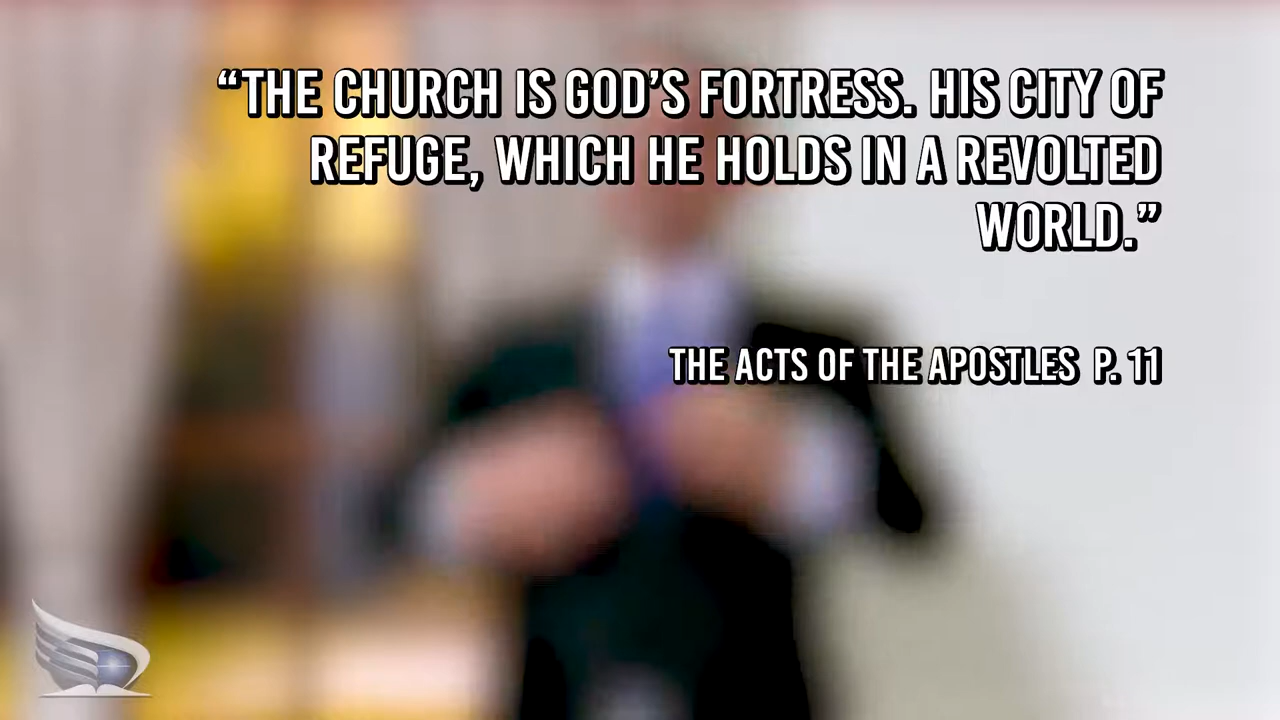 “THE CHURCH IS GOD’S FORTRESS. HIS CITY OF
REFUGE, WHICH HE HOLDS IN A REVOLTED
WORLD.”
THE ACTS OF THE APOSTLES P. 11